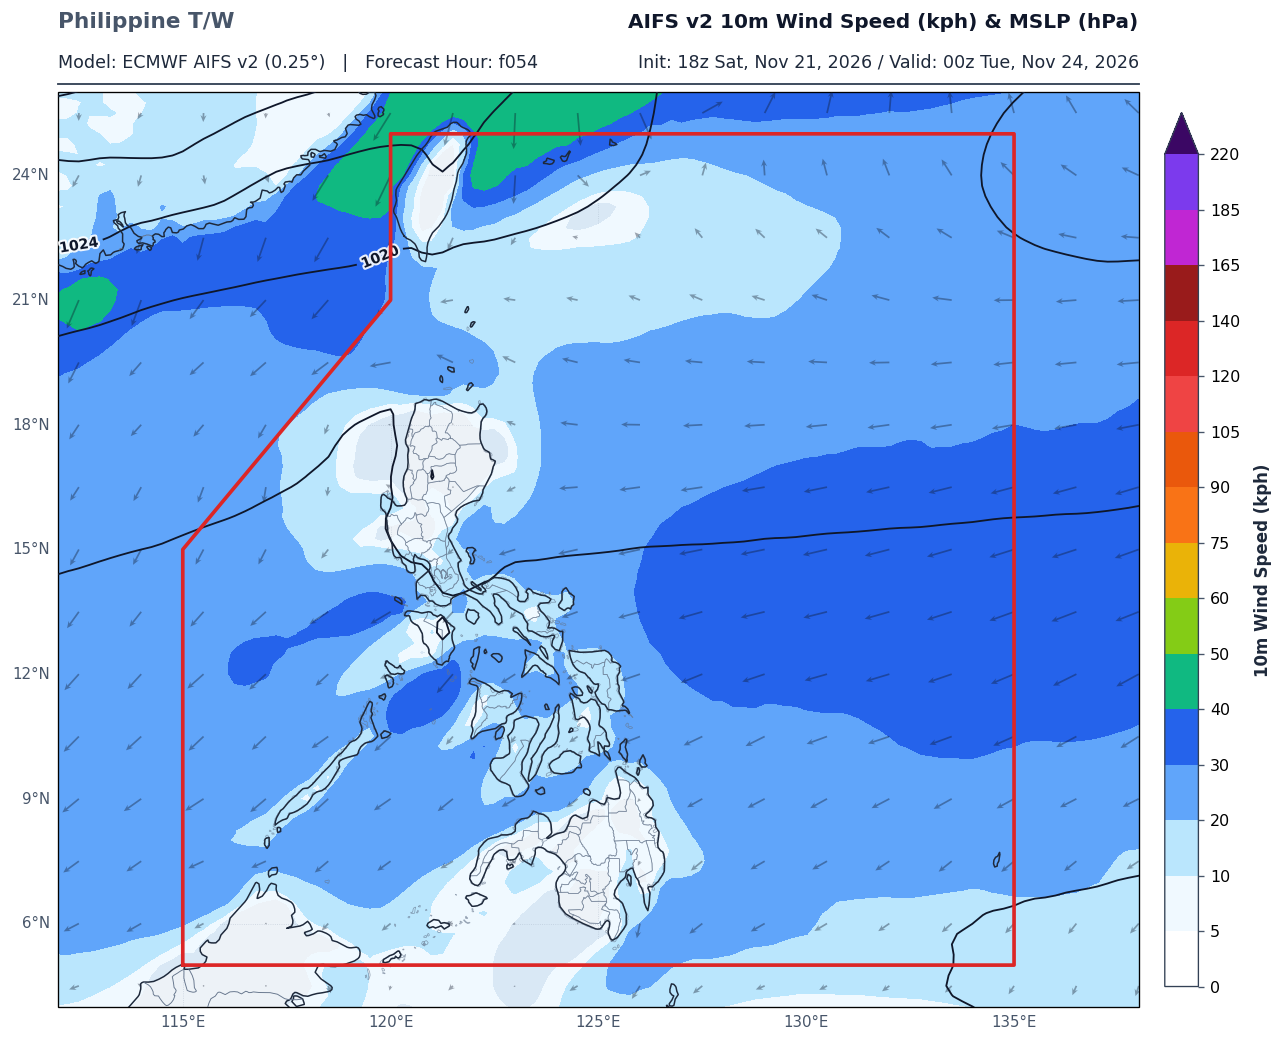 Philippine T/W
AIFS v2 10m Wind Speed (kph) & MSLP (hPa)
Model: ECMWF AIFS v2 (0.25°) | Forecast Hour: f054
Init: 18z Sat, Nov 21, 2026 / Valid: 00z Tue, Nov 24, 2026
24°N
21°N
18°N
15°N
12°N
9°N
6°N
1024
1020
115°E
120°E
125°E
130°E
135°E
220
185
165
140
120
105
90
75
60
50
40
30
20
10
5
0
10m Wind Speed (kph)